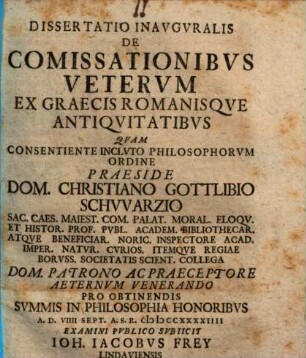 DISSERTATIO INAVGVRALIS
DE
COMISSATIONIBVS
VETERVM
EX GRAECIS ROMANISQVE
ANTIQVITATIBVS
QVAM
CONSENTIENTE INCLVTO PHILOSOPHORVM
ORDINE
PRAESIDE
DOM. CHRISTIANO GOTTLIBIO
SCHVVARZIO
SAC. CAES. MAIEST. COM. PALAT. MORAL. ELOQV.
ET HISTOR. PROF. PVBL. ACADEM. BIBLIOTHECAR.
ATQVE BENEFICIAR. NORIC. INSPECTORE ACAD.
IMPER. NATVR. CVRIOS. ITEMQVE REGIAE
BORVSS. SOCIETATIS SCIENT. COLLEGA
DOM. PATRONO AC PRAECEPTORE
AETERNVM VENERANDO
PRO OBTINENDIS
SVMMIS IN PHILOSOPHIA HONORIBVS
A. D. VIIII SEPT. A. S. R. CIↃIↃCCXXXXIIII
EXAMINI PVBLICO SVBIICIT
IOH. IACOBVS FREY
LINDAVIENSIS